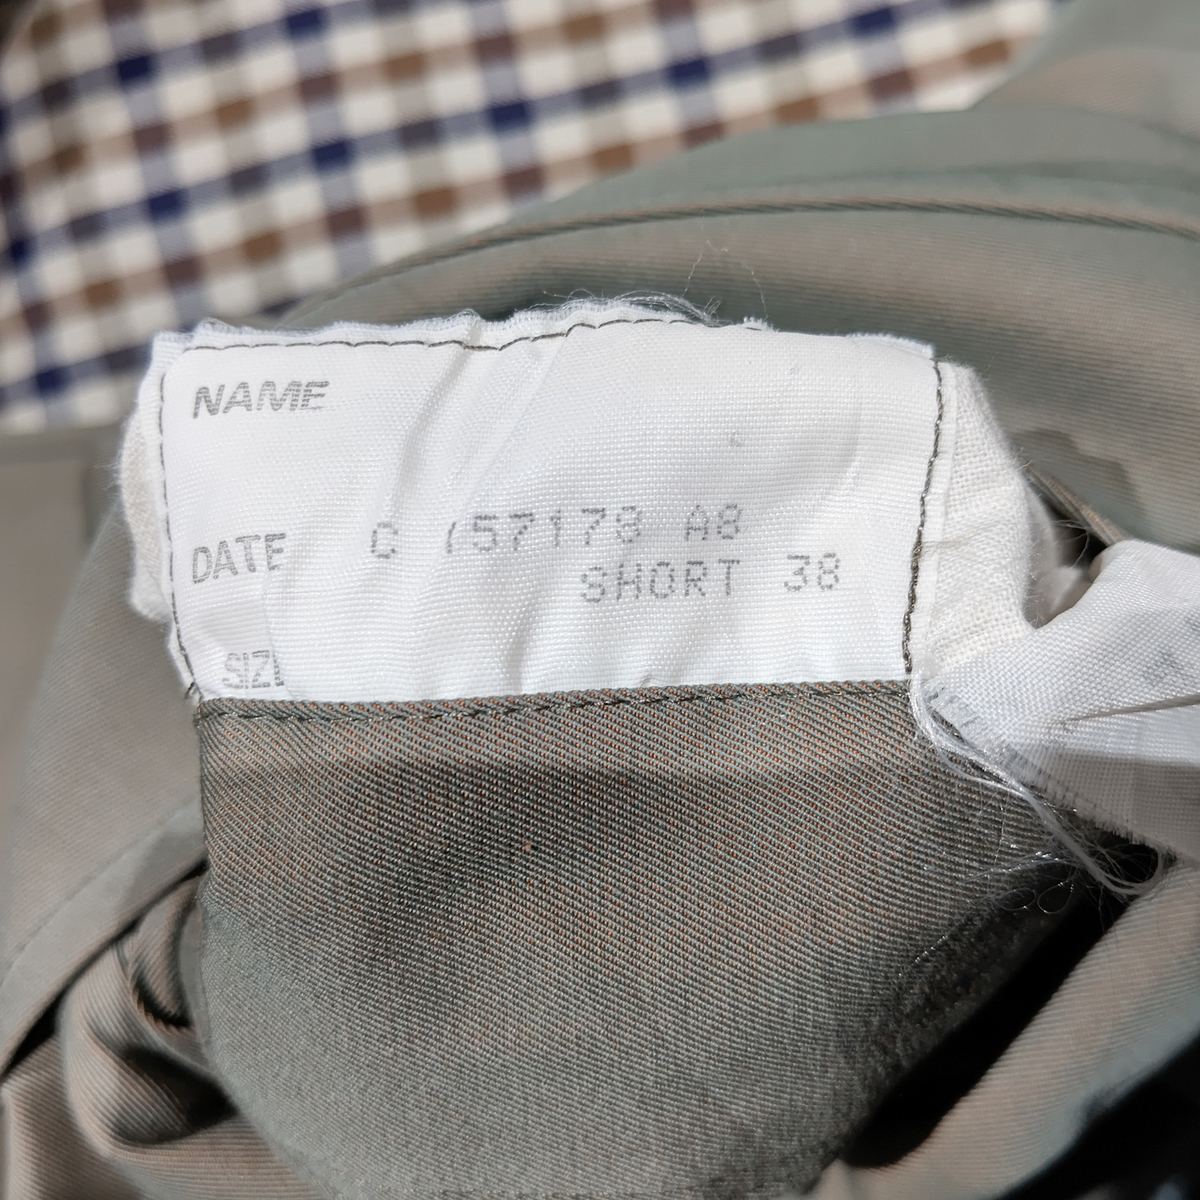 NAME
DATE C 157178 A8
SHORT 38
SIZE